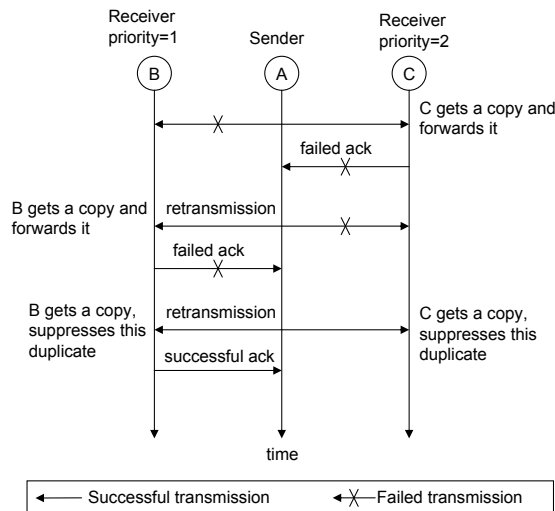 Receiver
priority=1
Sender
Receiver
priority=2
B
A
C
C gets a copy and
forwards it
failed ack
B gets a copy and
forwards it
retransmission
failed ack
B gets a copy,
suppresses this
duplicate
retransmission
C gets a copy,
suppresses this
duplicate
successful ack
time
Successful transmission
Failed transmission